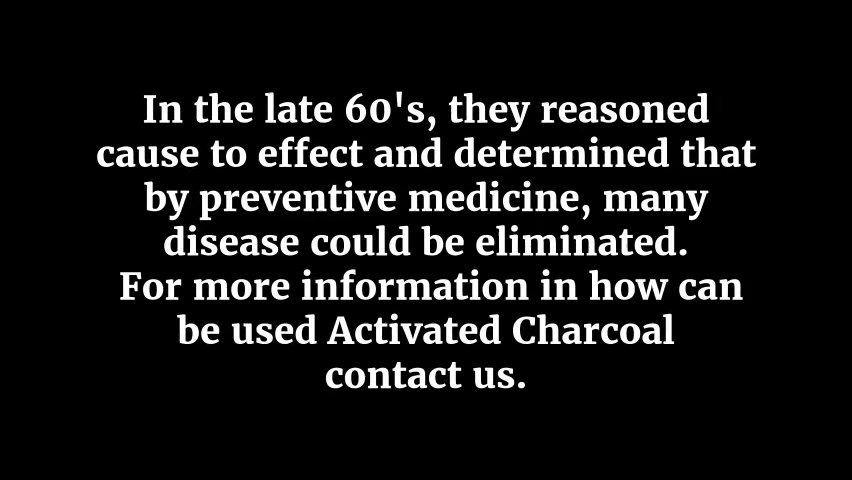 In the late 60's, they reasoned
cause to effect and determined that
by preventive medicine, many
disease could be eliminated.
For more information in how can
be used Activated Charcoal
contact us.